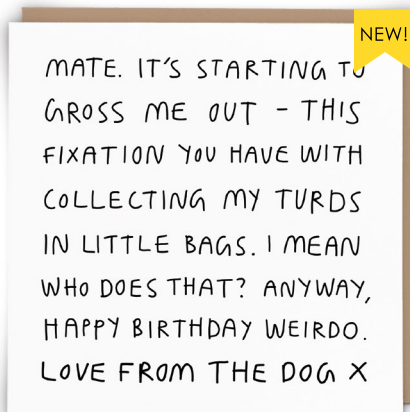 NEW!
MATE. IT'S STARTING TO
GROSS ME OUT - THIS
FIXATION YOU HAVE WITH
COLLECTING MY TURDS
IN LITTLE BAGS. I MEAN
WHO DOES THAT? ANYWAY,
HAPPY BIRTHDAY WEIRDO.
LOVE FROM THE DOG X